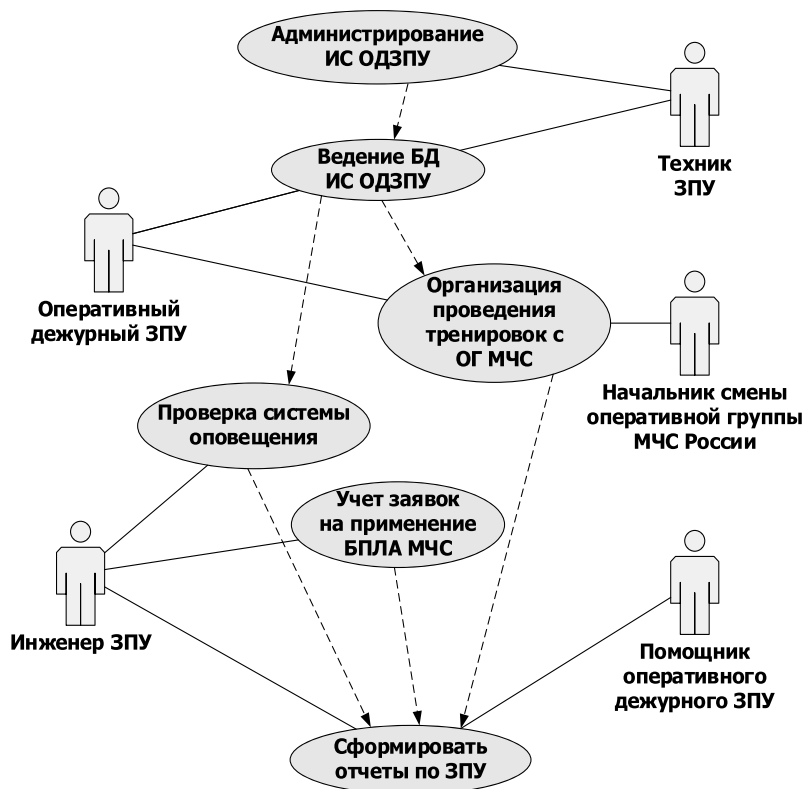 Администрирование
ИС ОДЗПУ
Техник
ЗПУ
Ведение БД
ИС ОДЗПУ
Оперативный
дежурный ЗПУ
Организация
проведения
тренировок с
ОГ МЧС
Начальник смены
оперативной группы
МЧС России
Проверка системы
оповещения
Учет заявок
на применение
БПЛА МЧС
Инженер ЗПУ
Помощник
оперативного
дежурного ЗПУ
Сформировать
отчеты по ЗПУ